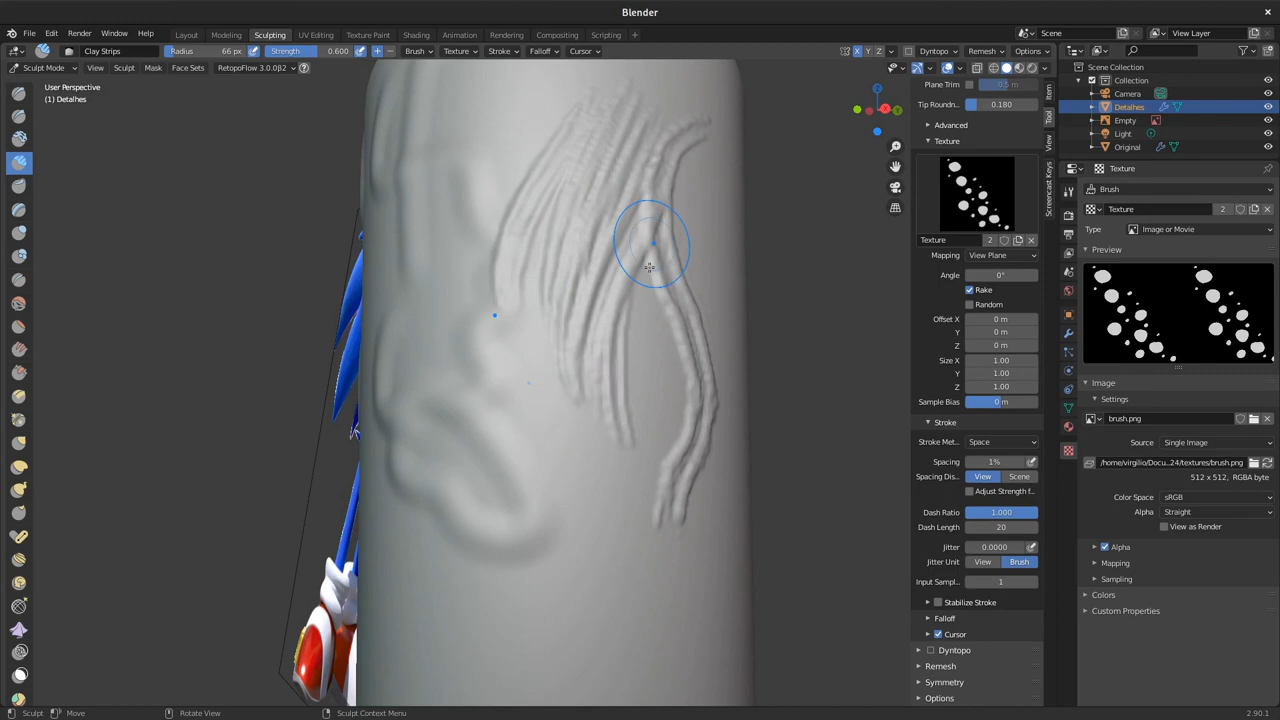 Blender
File Edit Render Window Help Layout Modeling Sculpting UV Editing Texture Paint Shading Animation Rendering Compositing Scripting Scene View Layer
Clay Strips Radius 66 px Strength 0.600 Brush Texture Stroke Falloff Cursor X Y Z Dyntopo Remesh Options
Sculpt Mode View Sculpt Mask Face Sets RetopoFlow 3.0.0β2
User Perspective
(1) Detalhes
Plane Trim 0.5 m
Tip Roundn... 0.180
Advanced
Texture
Texture 2
Mapping View Plane
Angle 0°
Rake
Random
Offset X 0 m
Y 0 m
Z 0 m
Size X 1.00
Y 1.00
Z 1.00
Sample Bias 0 m
Stroke
Stroke Met... Space
Spacing 1%
Spacing Dis... View Scene
Adjust Strength f...
Dash Ratio 1.000
Dash Length 20
Jitter 0.0000
Jitter Unit View Brush
Input Sampl... 1
Stabilize Stroke
Falloff
Cursor
Dyntopo
Remesh
Symmetry
Options
Item
Tool
View
Screencast Keys
Scene Collection
Collection
Camera
Detalhes
Empty
Light
Original
Texture
Brush
Texture 2
Type Image or Movie
Preview
Image
Settings
brush.png
Source Single Image
/home/virgilio/Docu...24/textures/brush.png
512 x 512, RGBA byte
Color Space sRGB
Alpha Straight
View as Render
Alpha
Mapping
Sampling
Colors
Custom Properties
Sculpt Move Rotate View Sculpt Context Menu 2.90.1